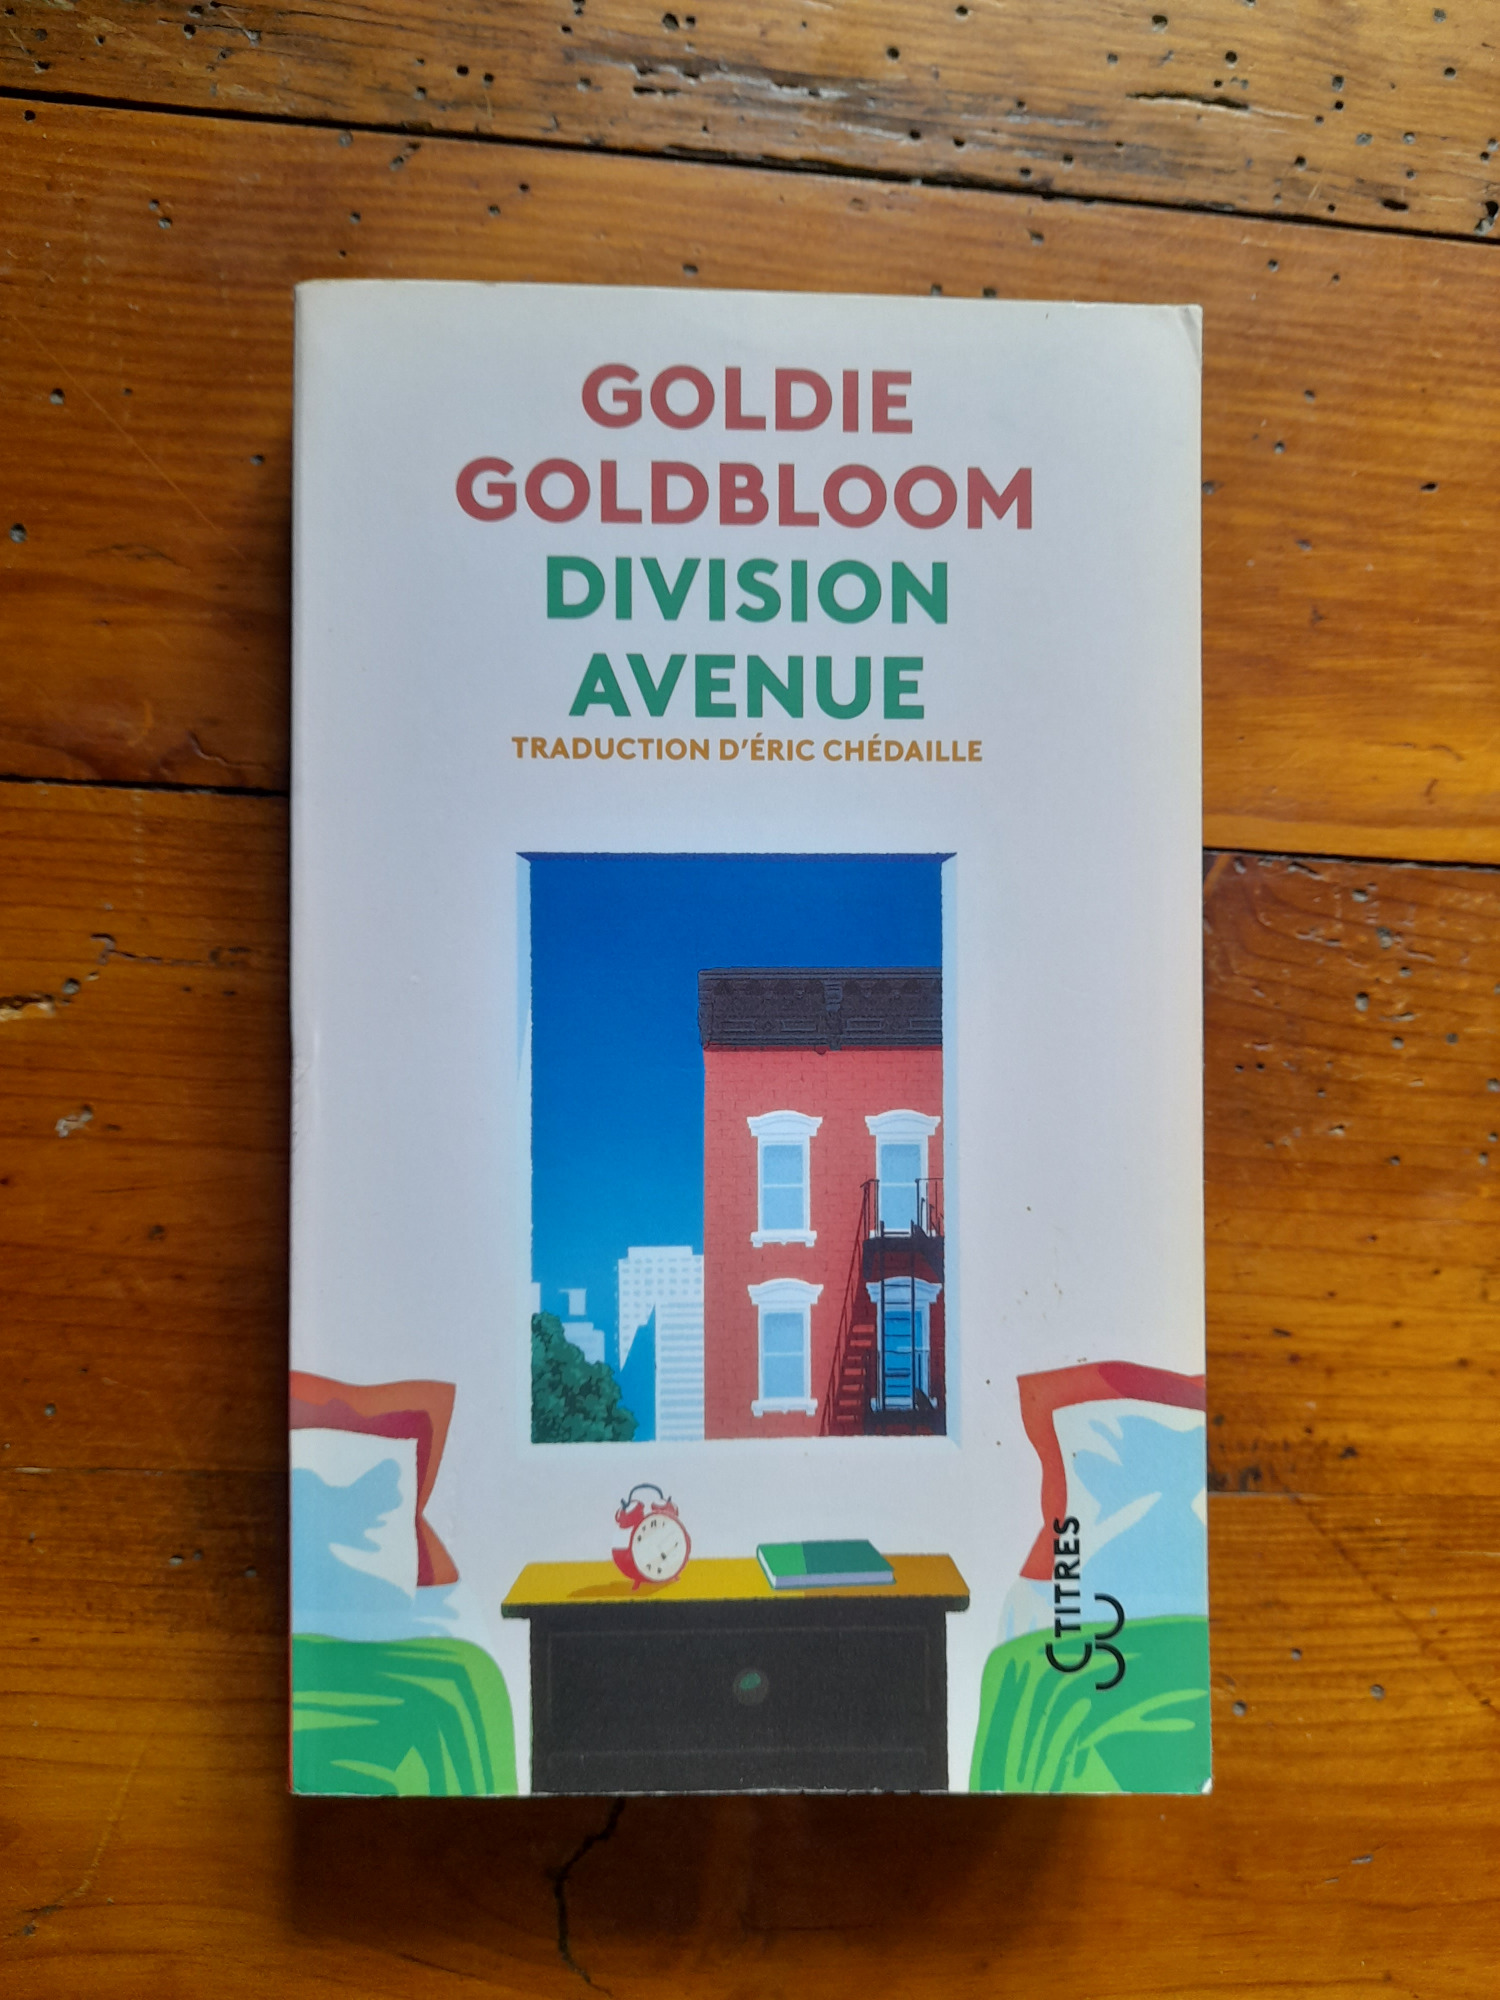 GOLDIE
GOLDBLOOM
DIVISION
AVENUE
TRADUCTION D'ÉRIC CHÉDAILLE
TITRES